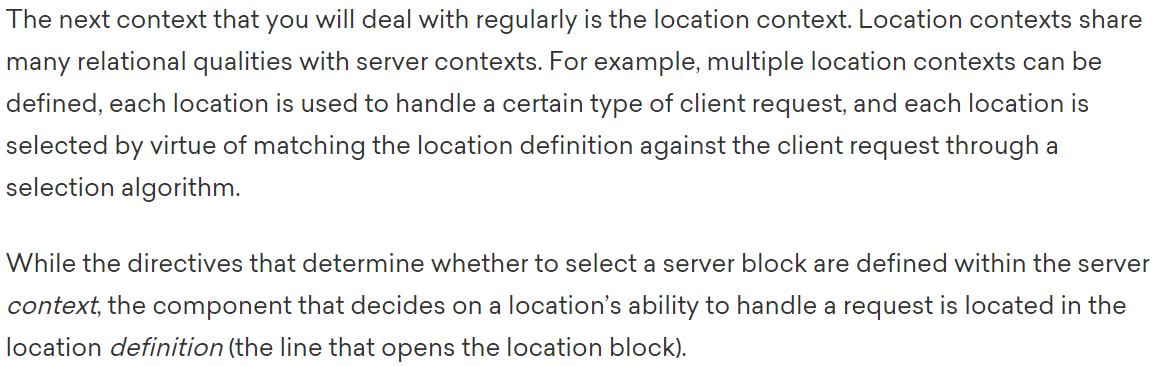 The next context that you will deal with regularly is the location context. Location contexts share
many relational qualities with server contexts. For example, multiple location contexts can be
defined, each location is used to handle a certain type of client request, and each location is
selected by virtue of matching the location definition against the client request through a
selection algorithm.
While the directives that determine whether to select a server block are defined within the server
context, the component that decides on a location’s ability to handle a request is located in the
location definition (the line that opens the location block).